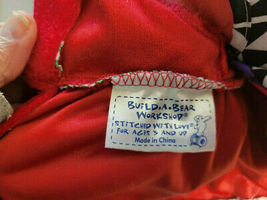 BUILD-A-BEAR
WORKSHOP®
STITCHED WITH LOVE®
FOR AGES 3 AND UP
Made in China